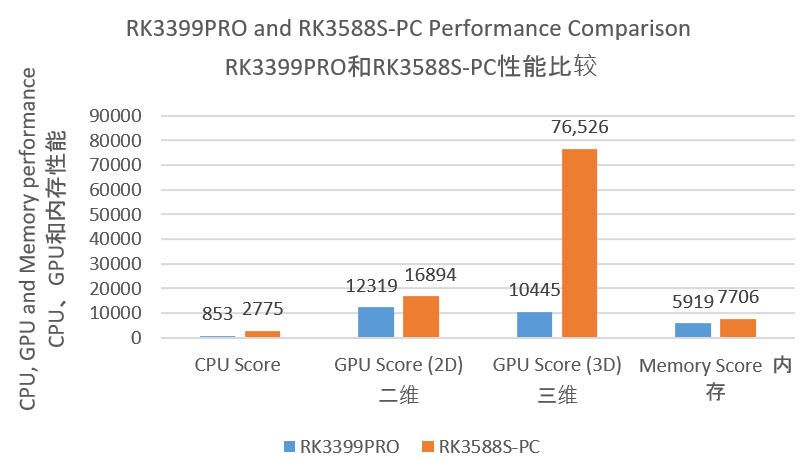 RK3399PRO and RK3588S-PC Performance Comparison
RK3399PRO和RK3588S-PC性能比较
CPU, GPU and Memory performance
CPU、GPU和内存性能
90000
80000
70000
60000
50000
40000
30000
20000
10000
0
853
2775
12319
16894
10445
76,526
5919
7706
CPU Score
GPU Score (2D)
二维
GPU Score (3D)
三维
Memory Score 内
存
RK3399PRO
RK3588S-PC